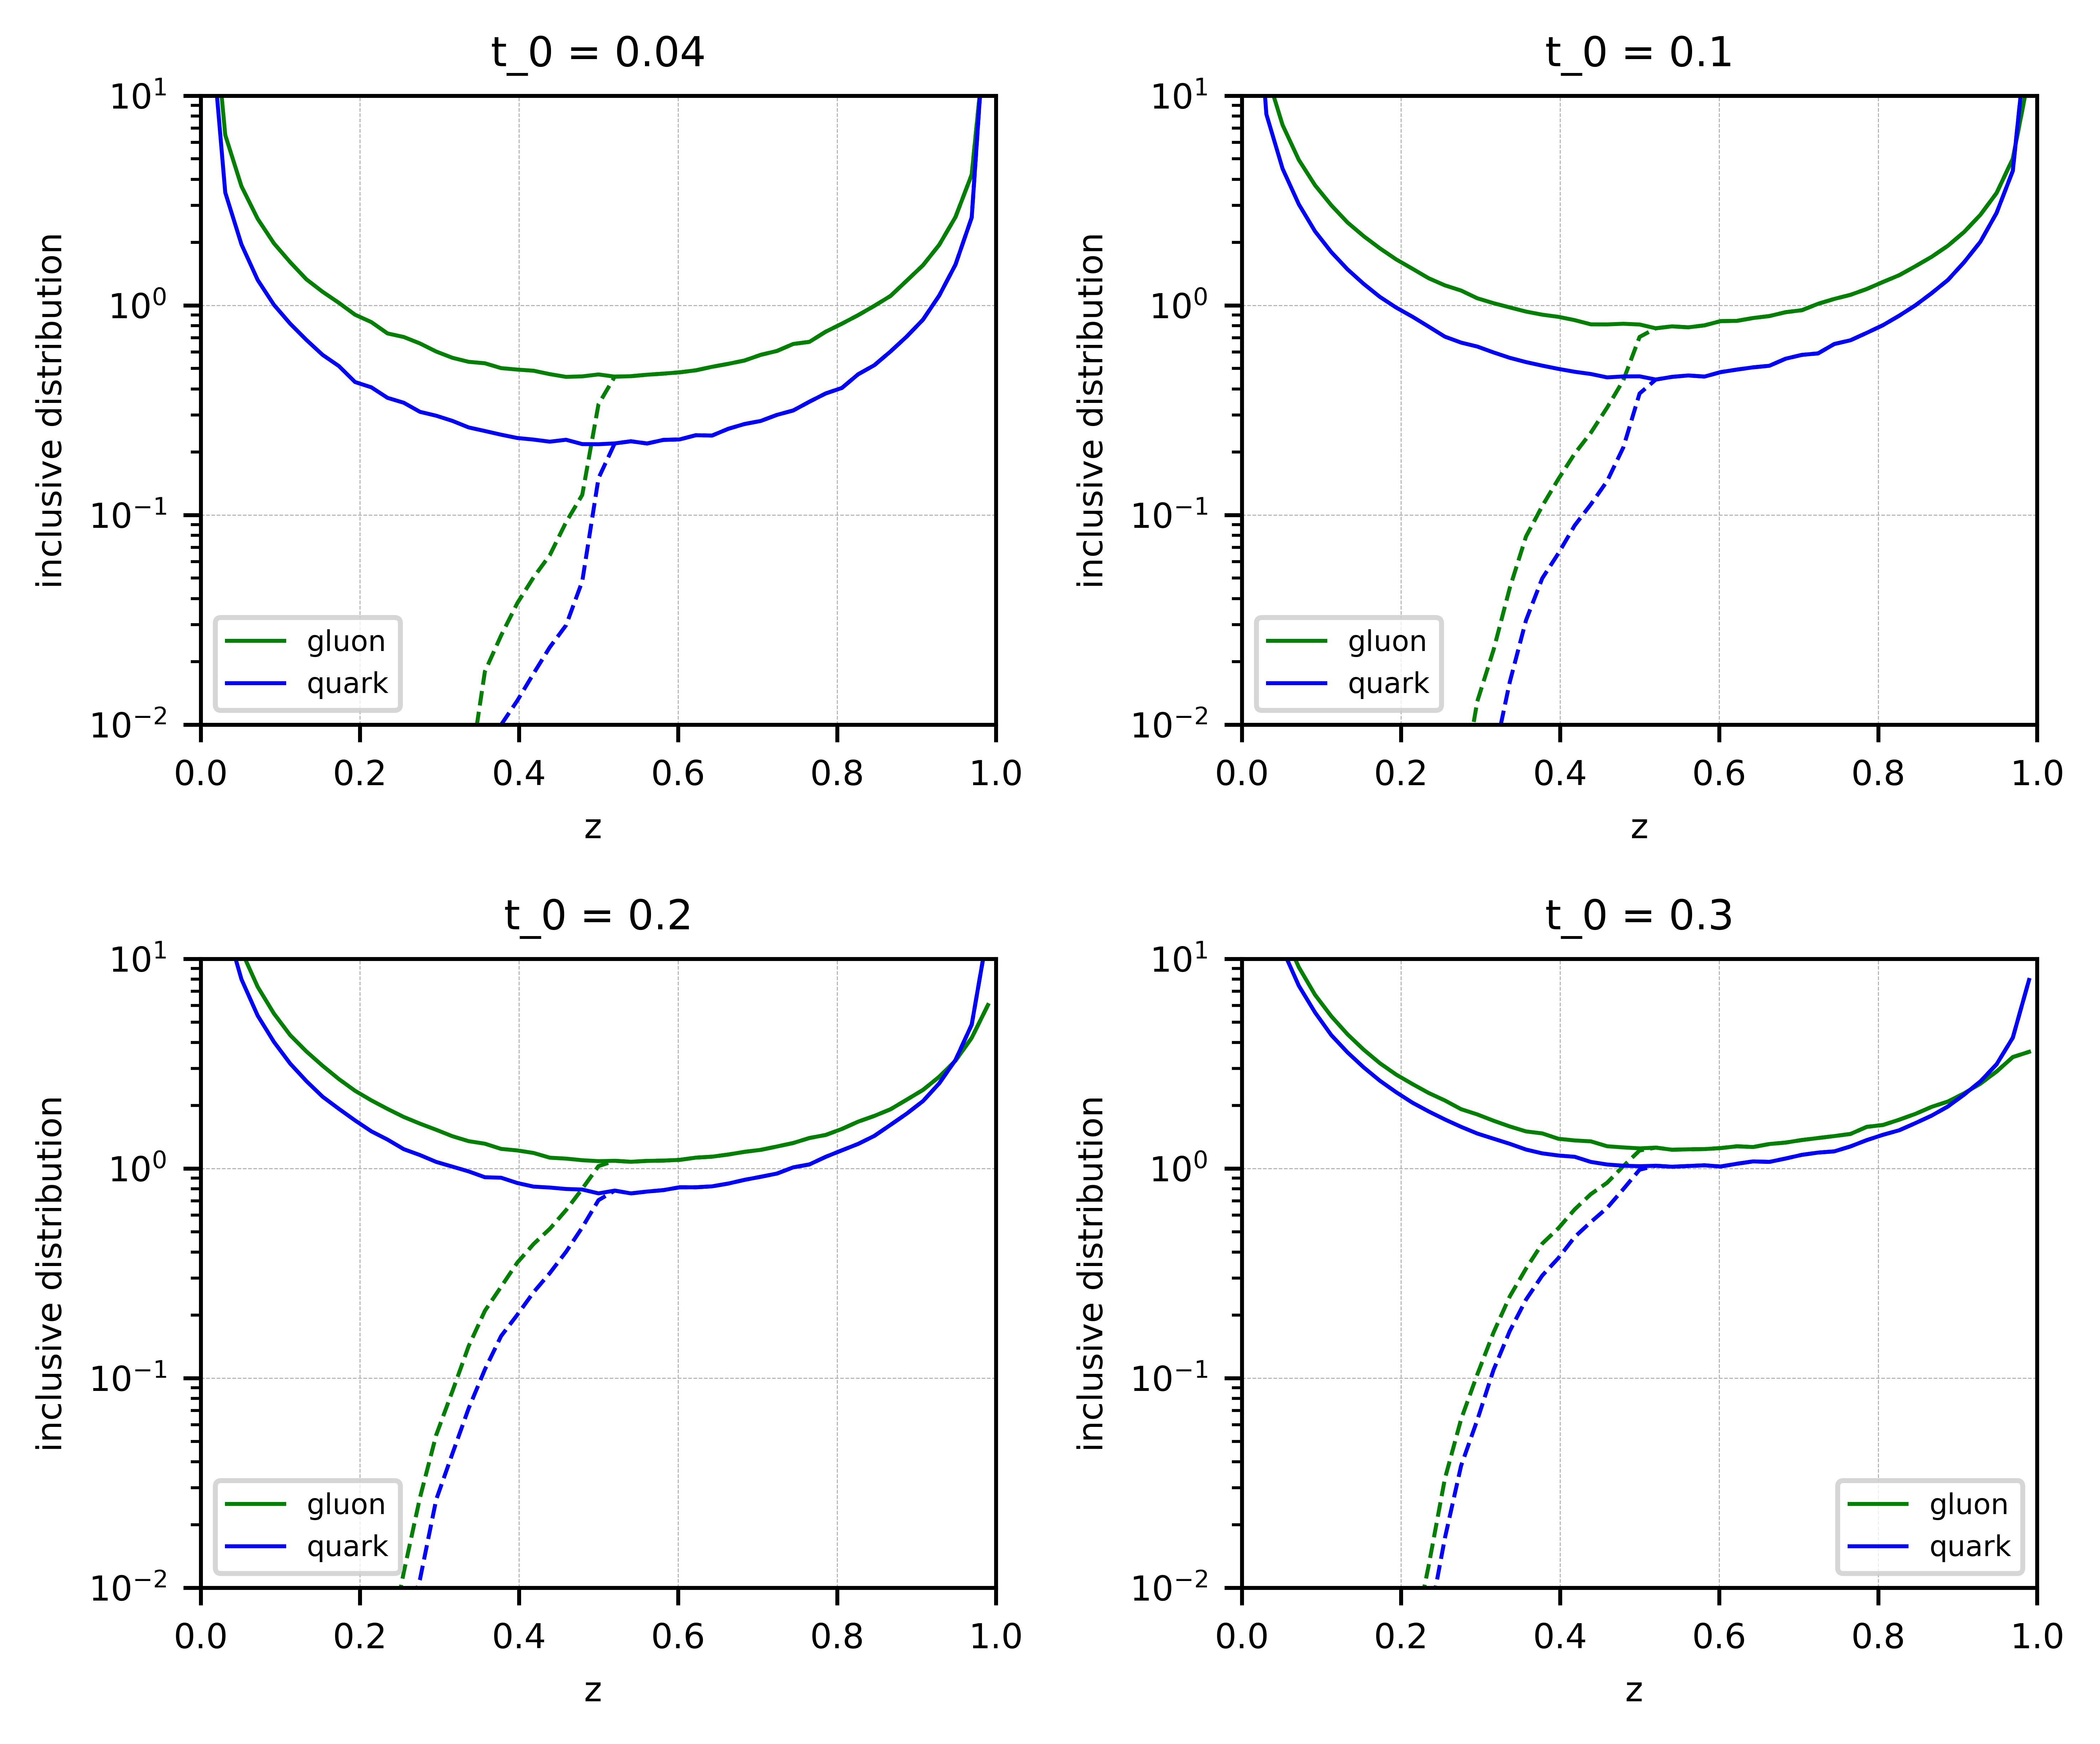 t_0 = 0.04
inclusive distribution
10¹
10⁰
10⁻¹
10⁻²
gluon
quark
0.0 0.2 0.4 0.6 0.8 1.0
z
t_0 = 0.1
inclusive distribution
10¹
10⁰
10⁻¹
10⁻²
gluon
quark
0.0 0.2 0.4 0.6 0.8 1.0
z
t_0 = 0.2
inclusive distribution
10¹
10⁰
10⁻¹
10⁻²
gluon
quark
0.0 0.2 0.4 0.6 0.8 1.0
z
t_0 = 0.3
inclusive distribution
10¹
10⁰
10⁻¹
10⁻²
gluon
quark
0.0 0.2 0.4 0.6 0.8 1.0
z